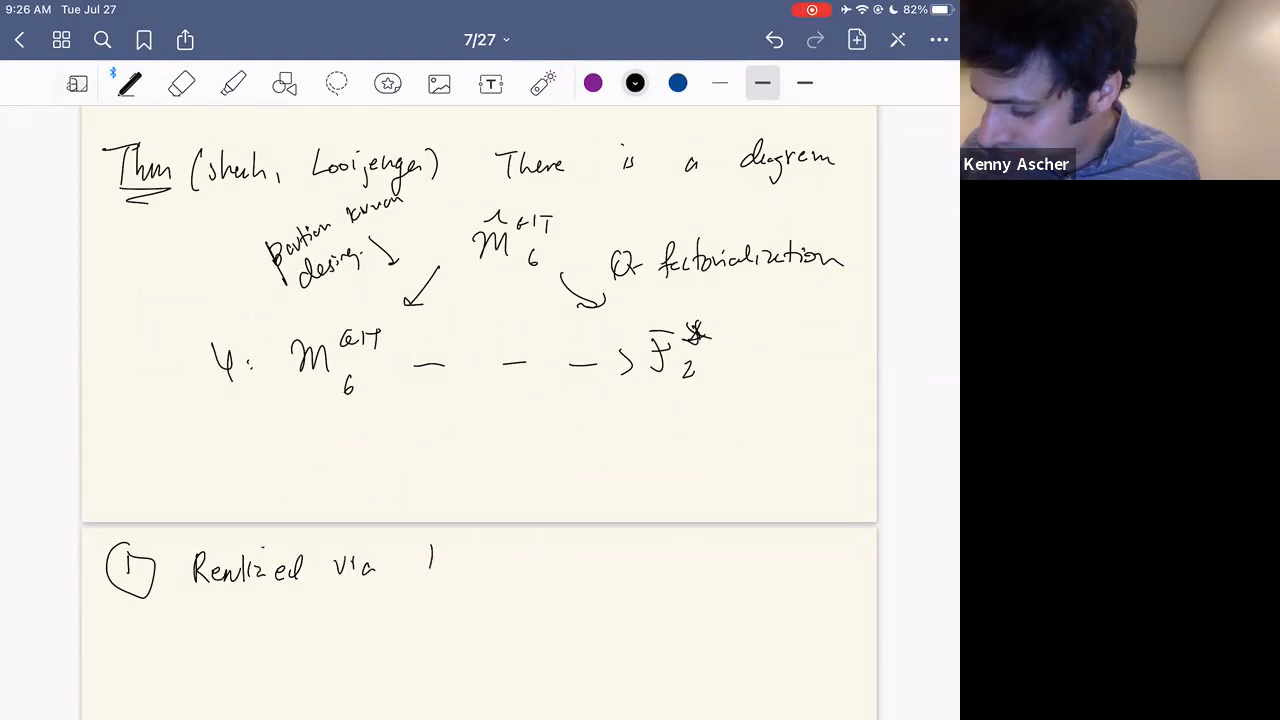 9:26 AM Tue Jul 27
82%
7/27
T
Kenny Ascher
Thm (Shah, Looijenga) There is a diagram
partial Kirwan
desing.
M̂ GIT 6
Q-factorialization
M GIT 6 - - - > F̄ * 2
① Realized via